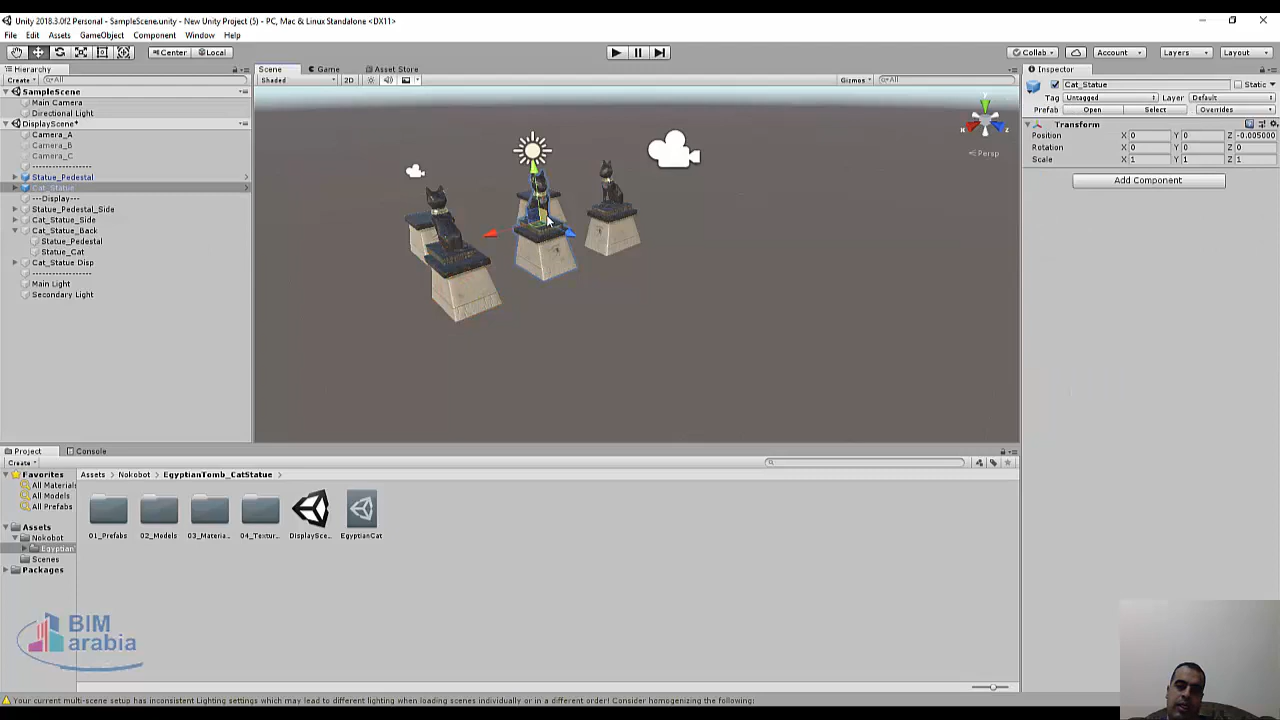 Unity 2018.3.0f2 Personal - SampleScene.unity - New Unity Project (5) - PC, Mac & Linux Standalone <DX11>
File Edit Assets GameObject Component Window Help
Center Local
Collab Account Layers Layout
Hierarchy
Create All
SampleScene
Main Camera
Directional Light
DisplayScene*
Camera_A
Camera_B
Camera_C
-----------------
Statue_Pedestal
Cat_Statue
---Display---
Statue_Pedestal_Side
Cat_Statue_Side
Cat_Statue_Back
Statue_Pedestal
Statue_Cat
Cat_Statue Disp
-----------------
Main Light
Secondary Light
Scene Game Asset Store
Shaded 2D Gizmos All
y
x z
Persp
Inspector
Cat_Statue Static
Tag Untagged Layer Default
Prefab Open Select Overrides
Transform
Position X 0 Y 0 Z -0.005000
Rotation X 0 Y 0 Z 0
Scale X 1 Y 1 Z 1
Add Component
Project Console
Create
Favorites
All Materials
All Models
All Prefabs
Assets
Nokobot
Egyptian
Scenes
Packages
Assets Nokobot EgyptianTomb_CatStatue
01_Prefabs 02_Models 03_Materia... 04_Textur... DisplaySce... EgyptianCat
BIM
arabia
Your current multi-scene setup has inconsistent Lighting settings which may lead to different lighting when loading scenes individually or in a different order! Consider homogenizing the following: